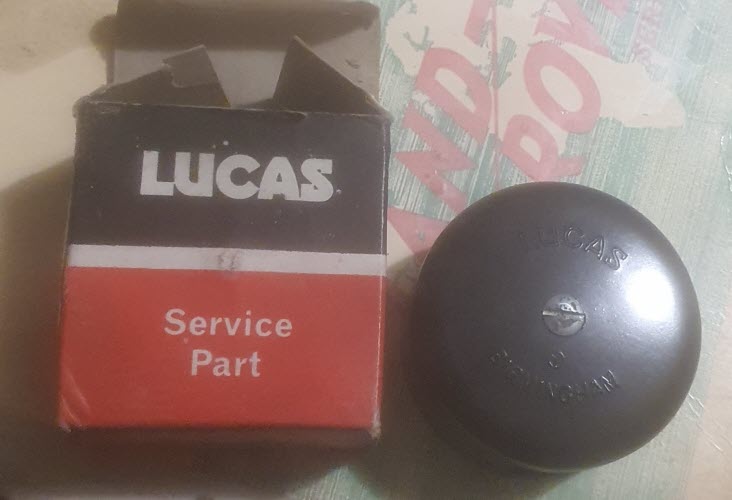 LUCAS
Service
Part
LUCAS
BIRMINGHAM